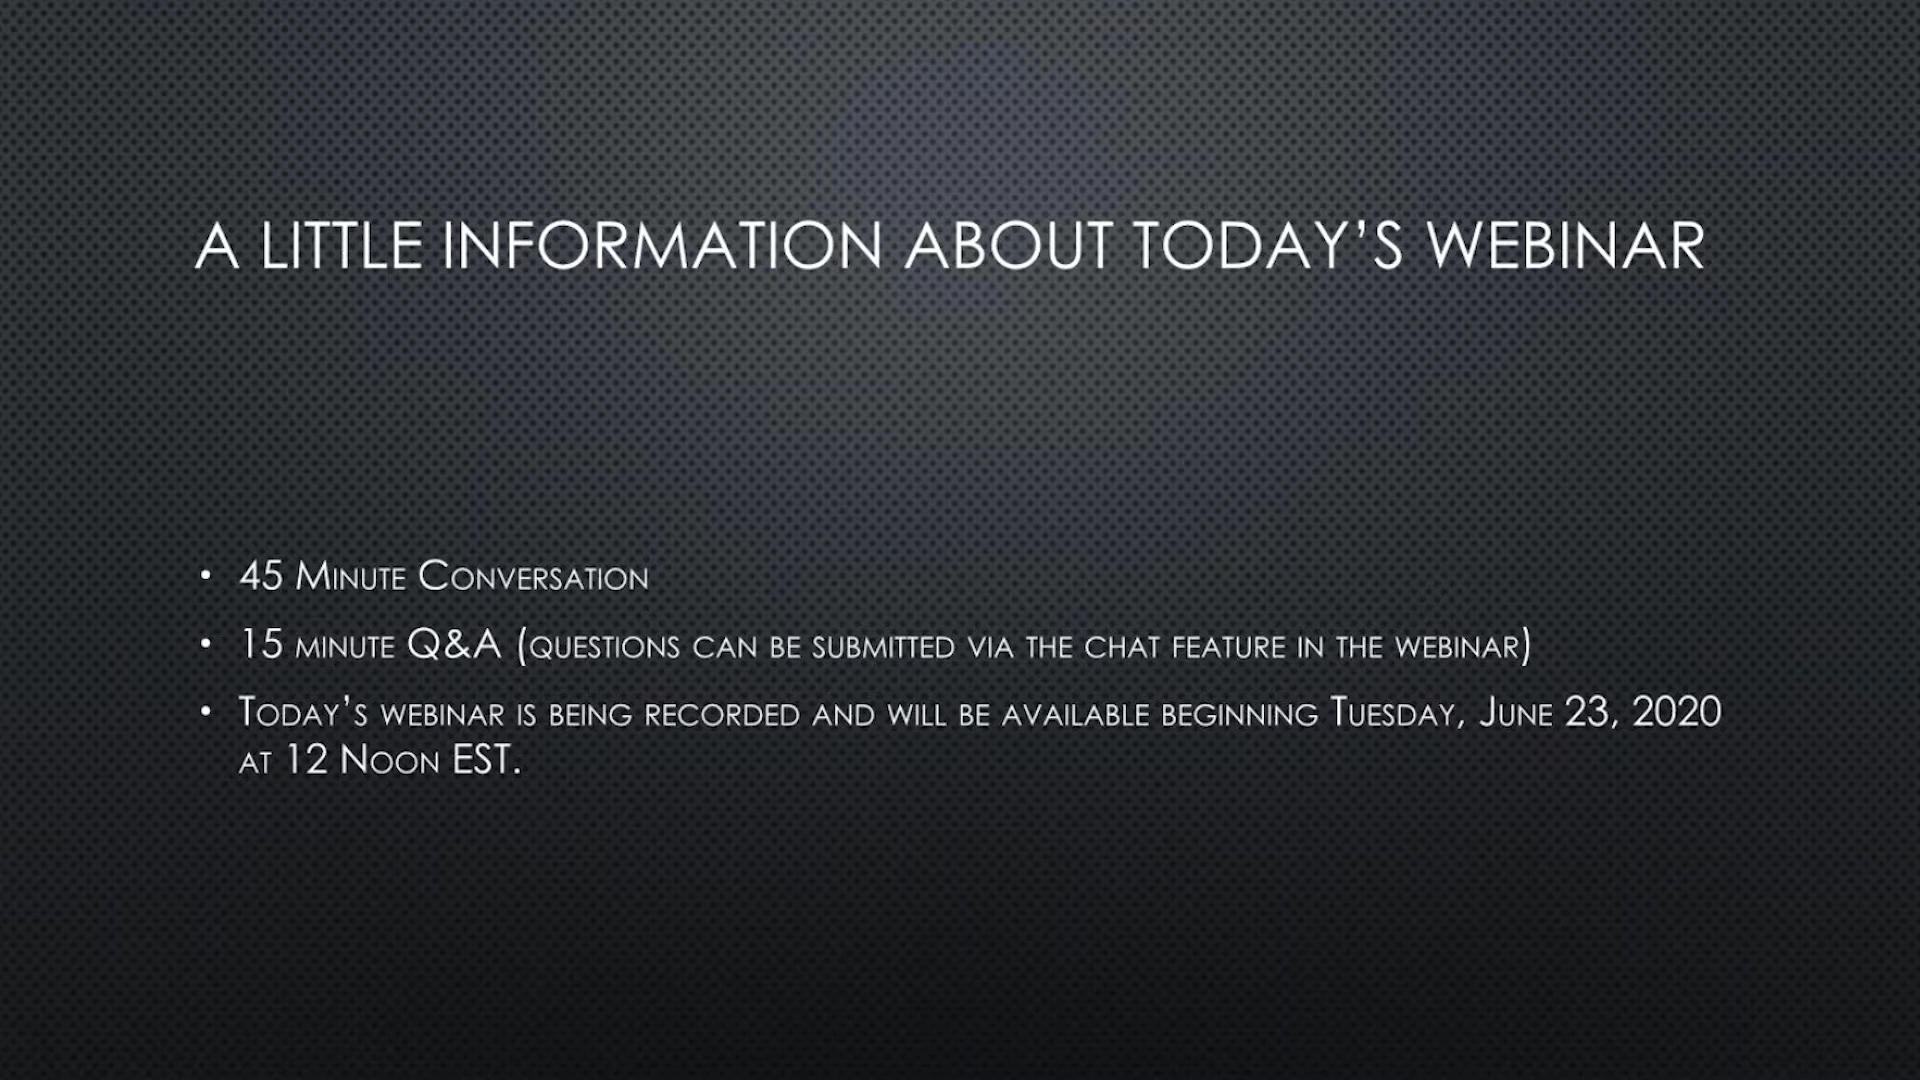 A LITTLE INFORMATION ABOUT TODAY’S WEBINAR
• 45 Minute Conversation
• 15 minute Q&A (questions can be submitted via the chat feature in the webinar)
• Today’s webinar is being recorded and will be available beginning Tuesday, June 23, 2020
at 12 Noon EST.